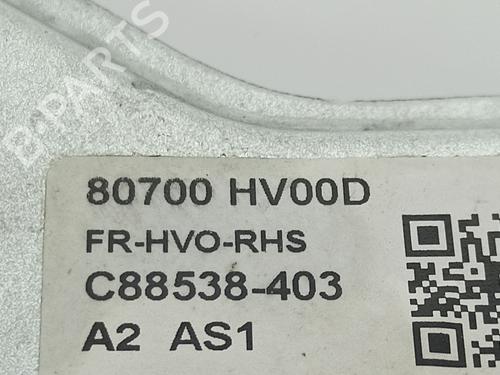 B-PARTS
80700 HV00D
FR-HVO-RHS
C88538-403
A2 AS1